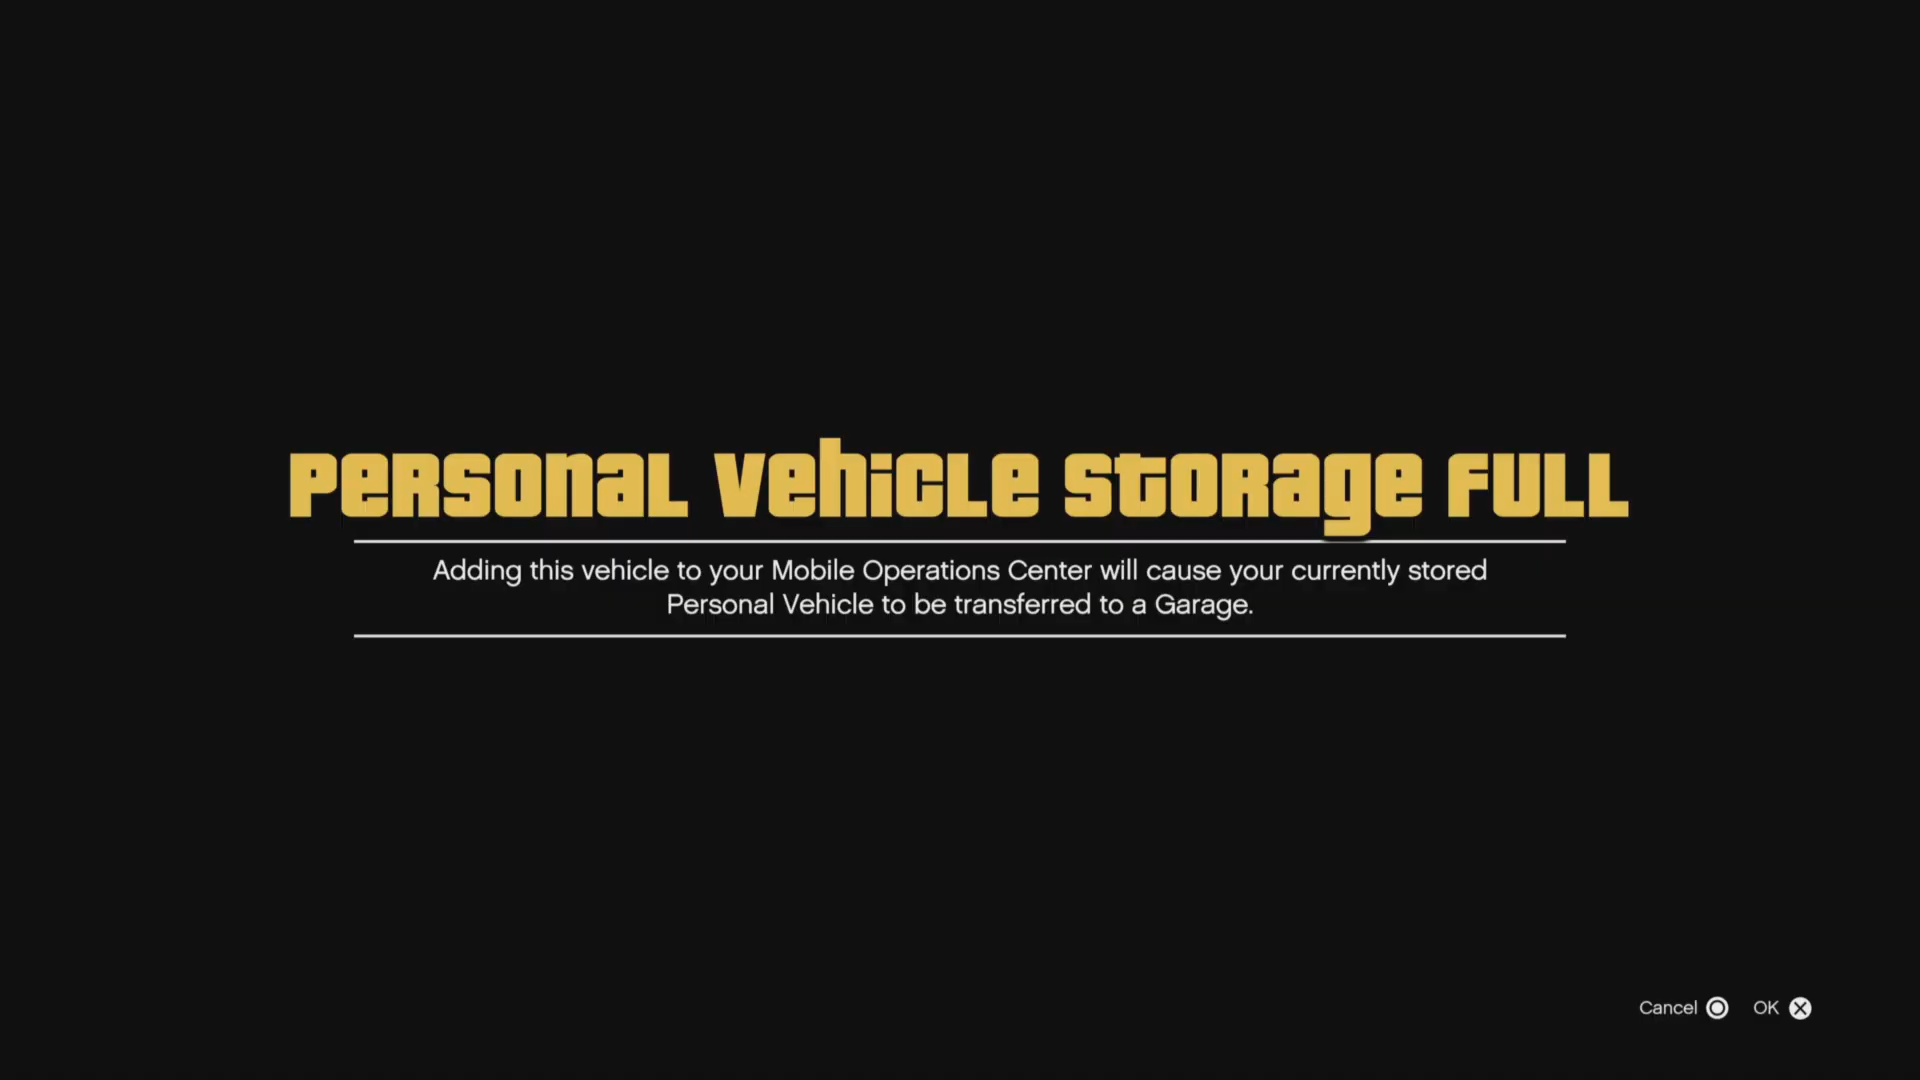 Personal Vehicle Storage Full
Adding this vehicle to your Mobile Operations Center will cause your currently stored
Personal Vehicle to be transferred to a Garage.
Cancel OK